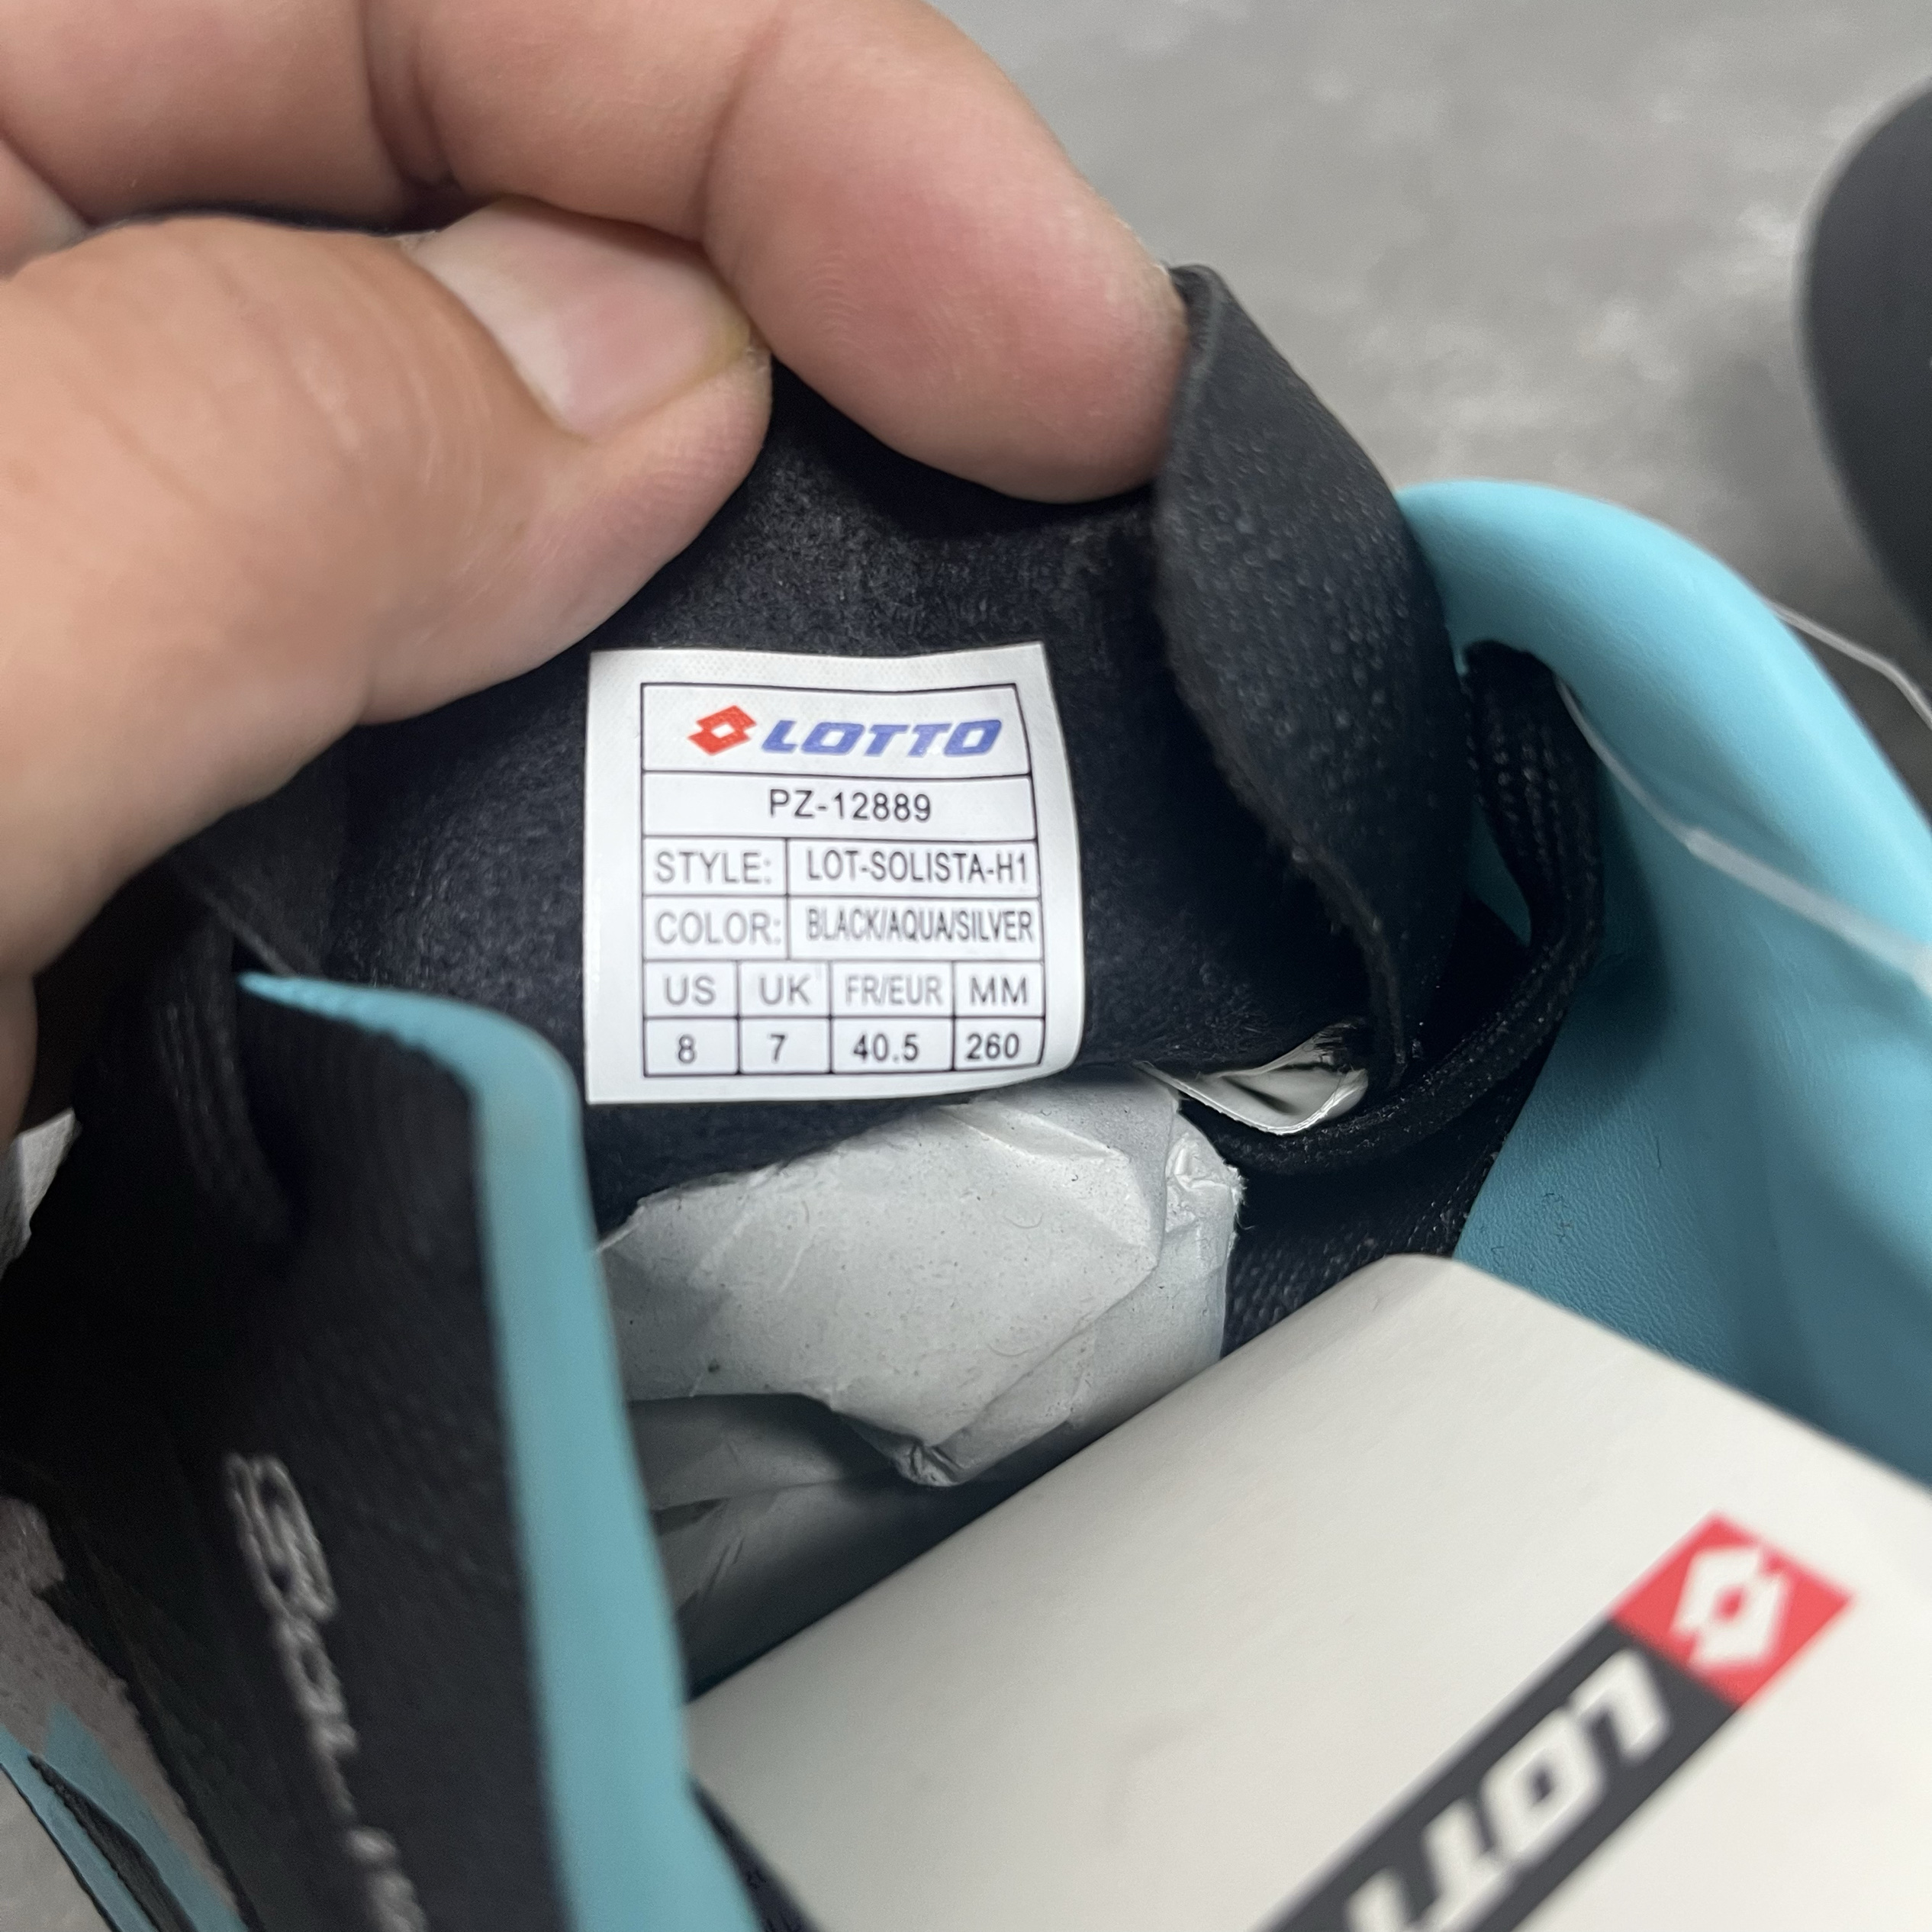 LOTTO
PZ-12889
STYLE: LOT-SOLISTA-H1
COLOR: BLACK/AQUA/SILVER
US UK FR/EUR MM
8 7 40.5 260